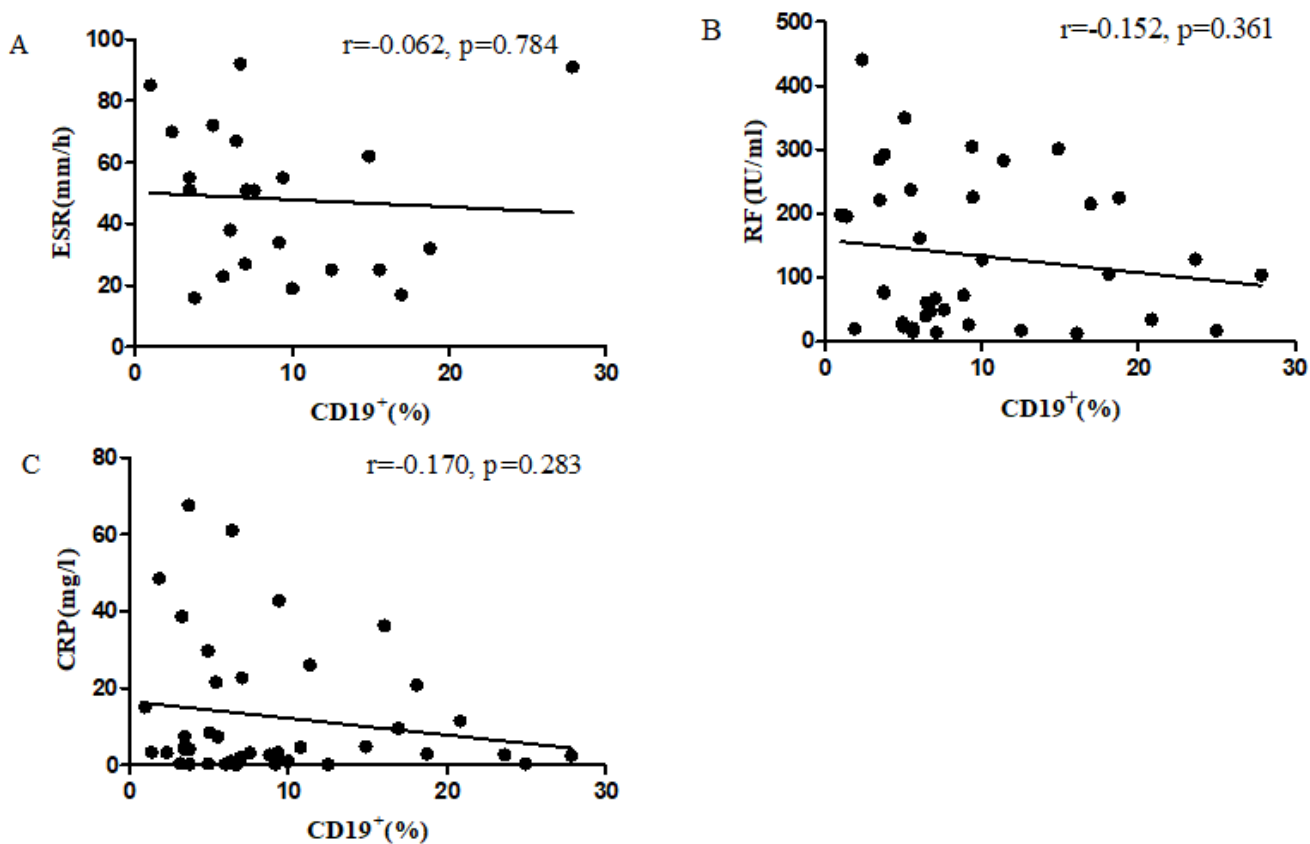 A
r=-0.062, p=0.784
100
80
60
40
20
0
ESR(mm/h)
0 10 20 30
CD19+(%)
B
r=-0.152, p=0.361
500
400
300
200
100
0
RF(IU/ml)
0 10 20 30
CD19+(%)
C
r=-0.170, p=0.283
80
60
40
20
0
CRP(mg/l)
0 10 20 30
CD19+(%)